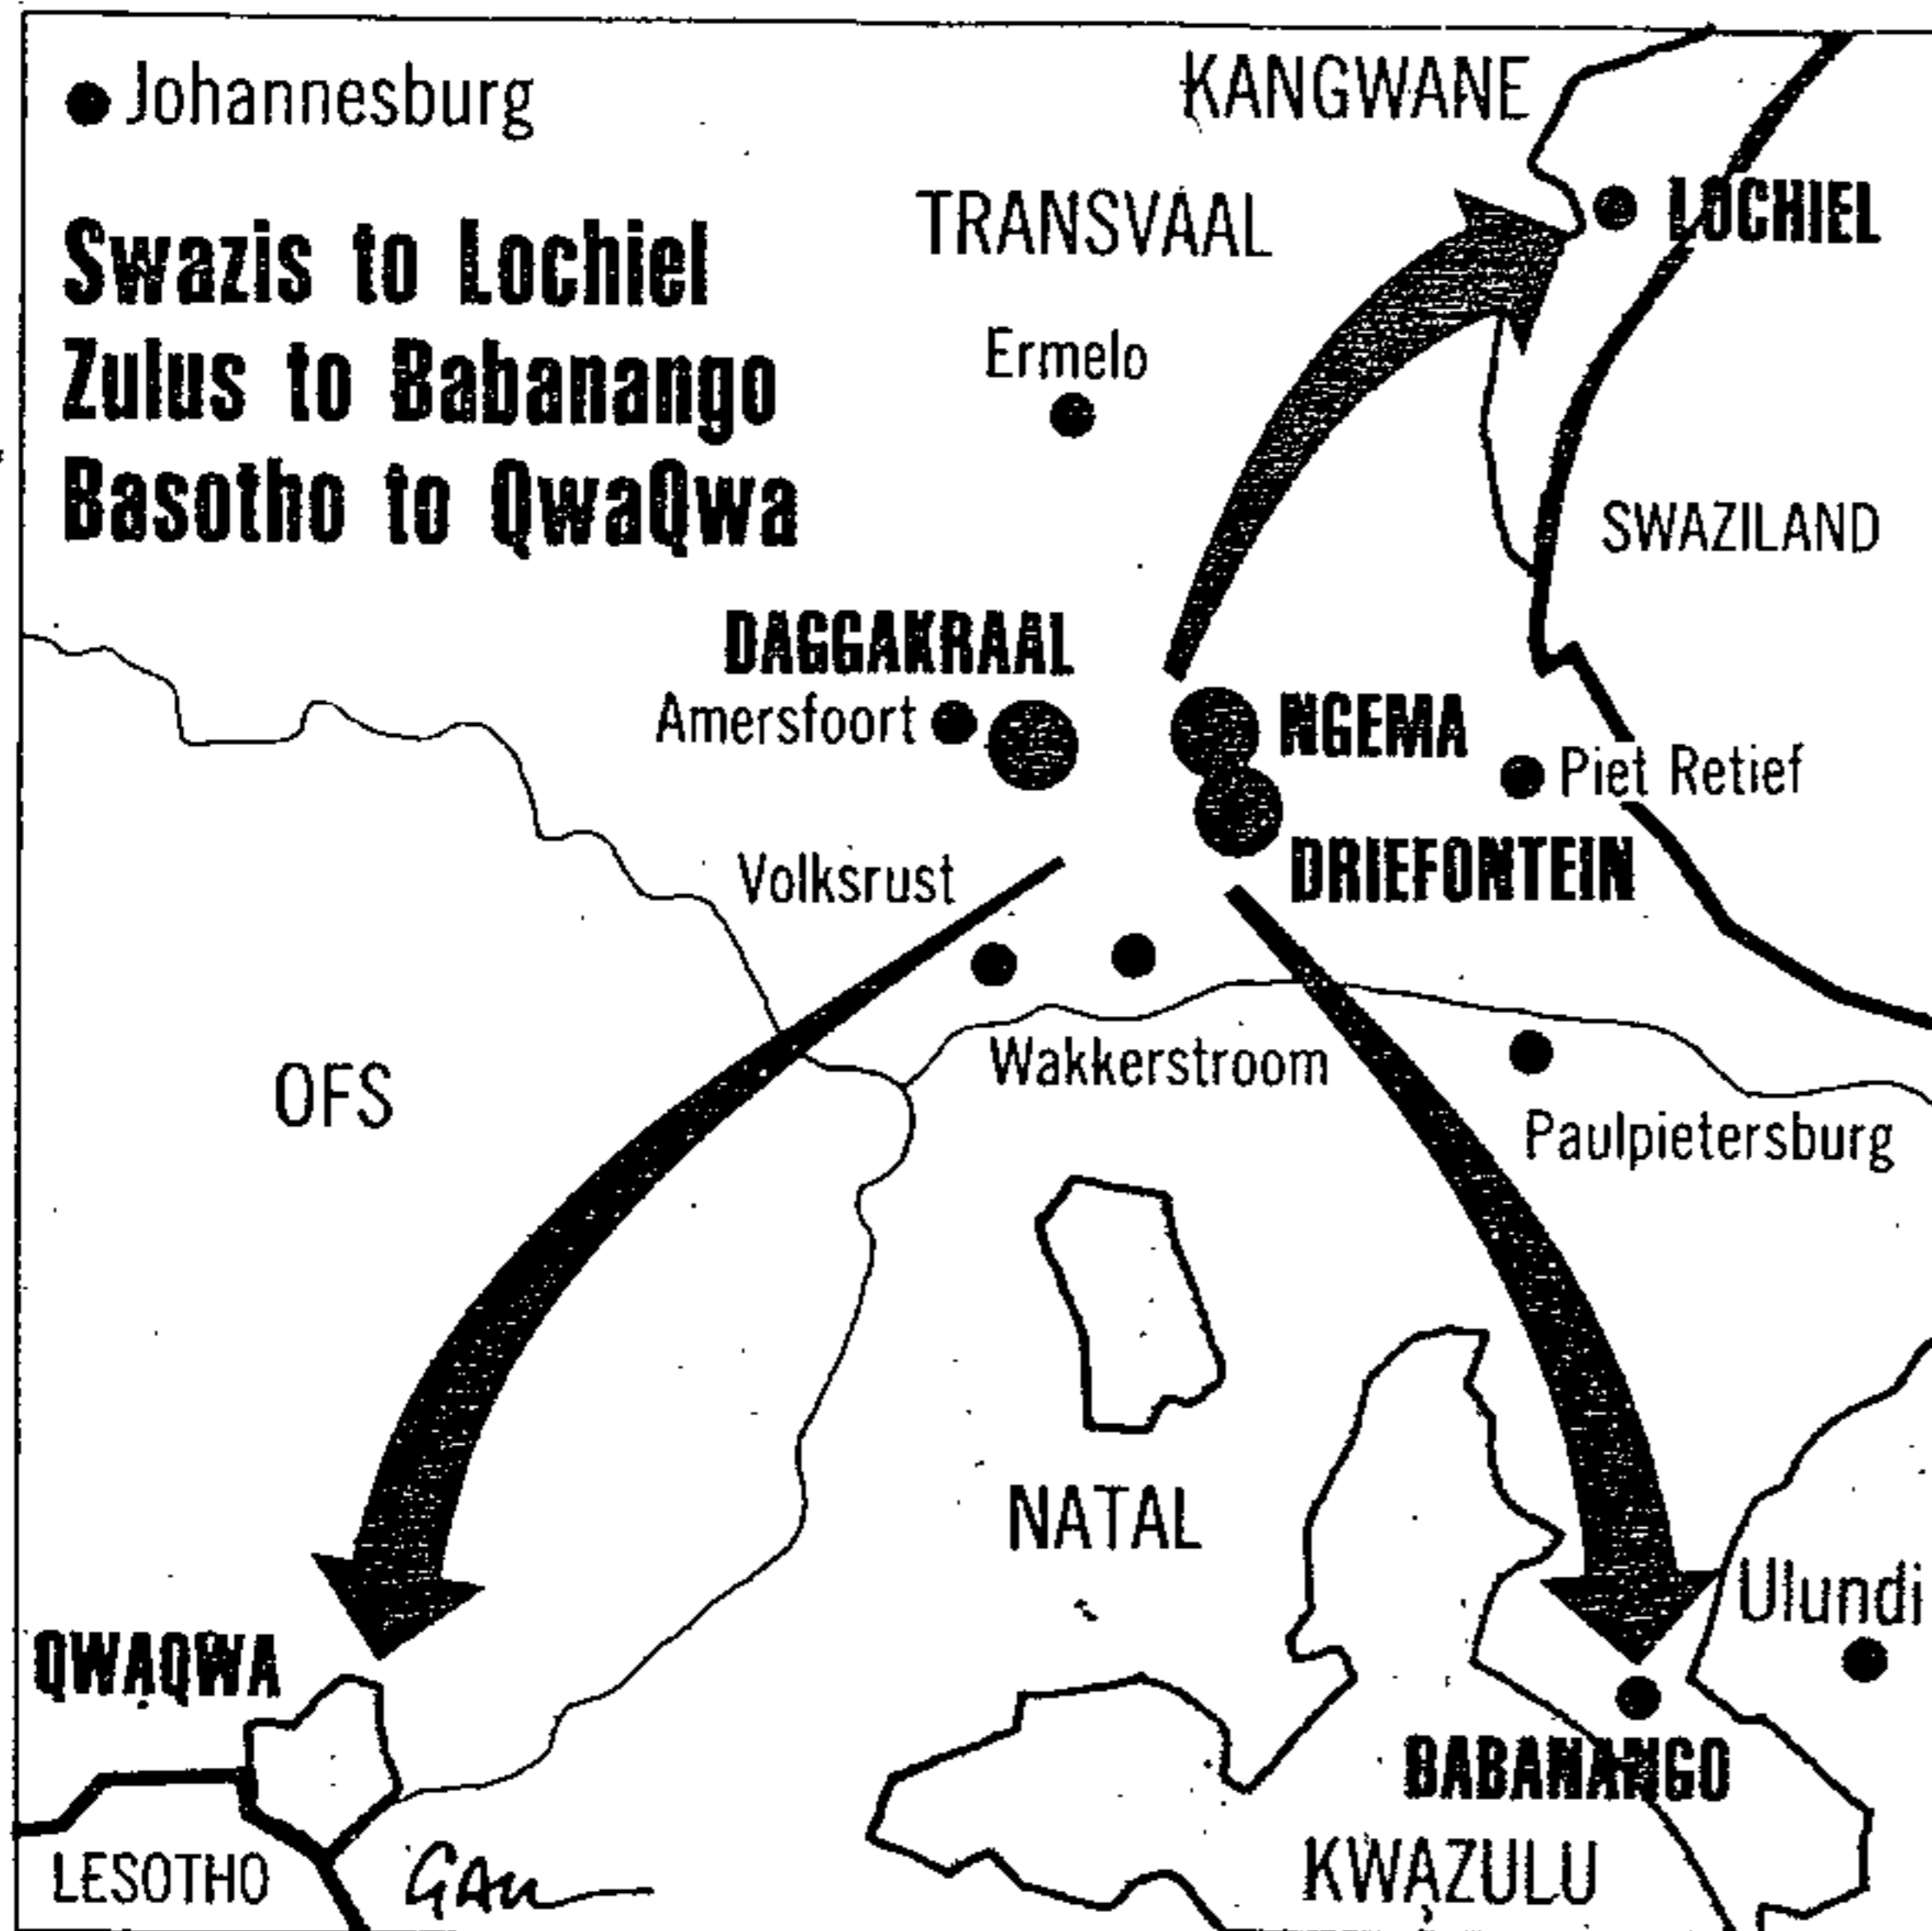 Johannesburg
KANGWANE
LOCHIEL
TRANSVAAL
Swazis to Lochiel
Zulus to Babanango
Basotho to QwaQwa
Ermelo
SWAZILAND
DAGGAKRAAL
Amersfoort
NGEMA
Piet Retief
Volksrust
DRIEFONTEIN
OFS
Wakkerstroom
Paulpietersburg
NATAL
Ulundi
QWAQWA
BABANANGO
LESOTHO
KWAZULU